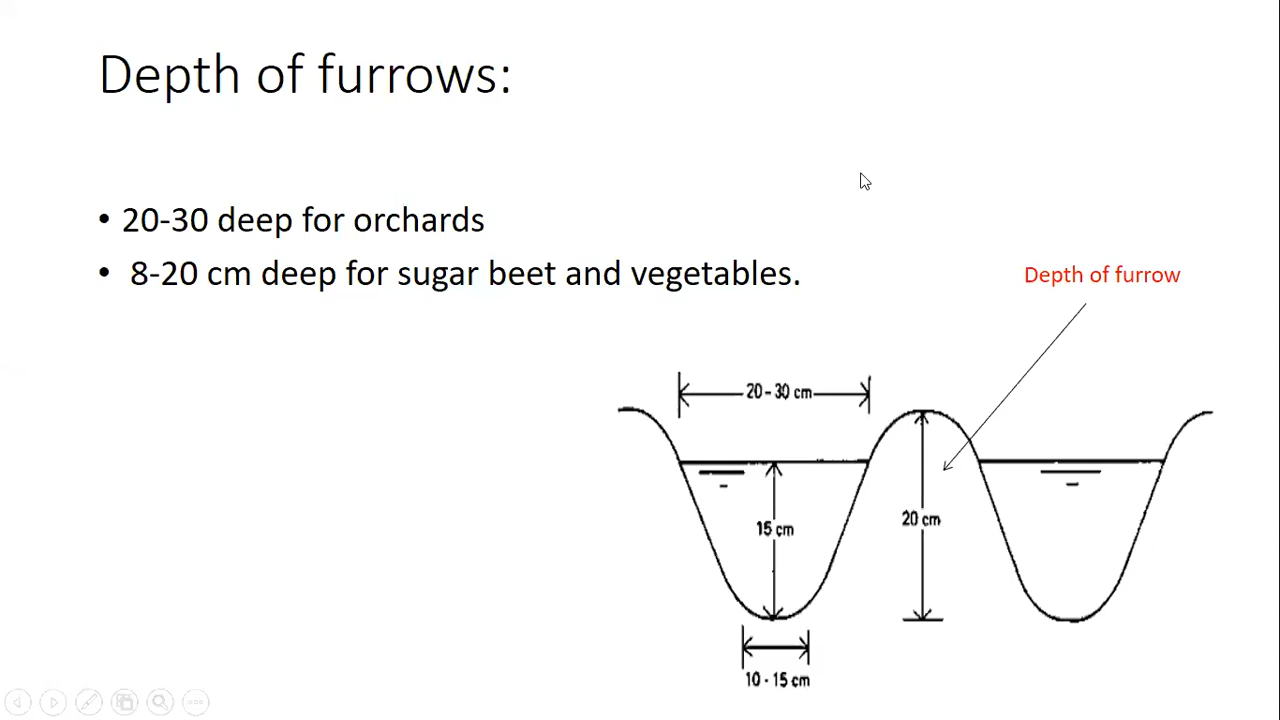 Depth of furrows:
• 20-30 deep for orchards
• 8-20 cm deep for sugar beet and vegetables.
Depth of furrow
20 - 30 cm
15 cm
20 cm
10 - 15 cm